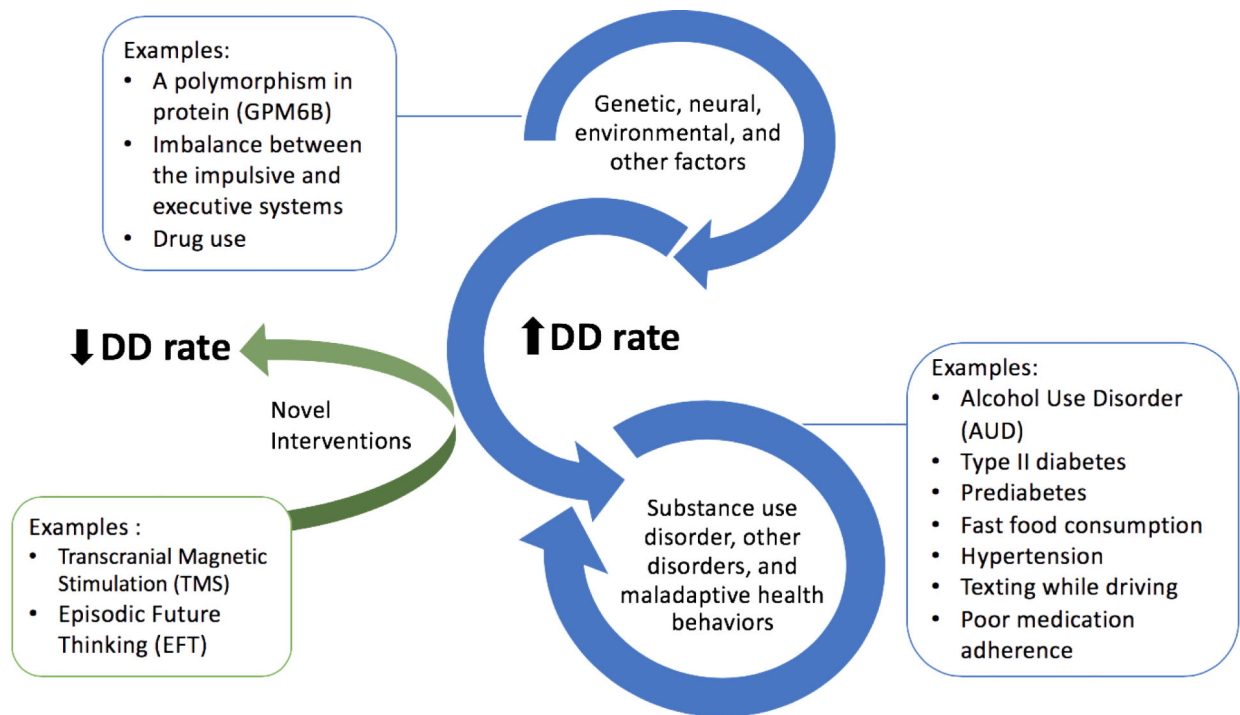 Examples:
• A polymorphism in
protein (GPM6B)
• Imbalance between
the impulsive and
executive systems
• Drug use
Genetic, neural,
environmental, and
other factors
⬇DD rate
⬆DD rate
Novel
Interventions
Examples :
• Transcranial Magnetic
Stimulation (TMS)
• Episodic Future
Thinking (EFT)
Substance use
disorder, other
disorders, and
maladaptive health
behaviors
Examples:
• Alcohol Use Disorder
(AUD)
• Type II diabetes
• Prediabetes
• Fast food consumption
• Hypertension
• Texting while driving
• Poor medication
adherence